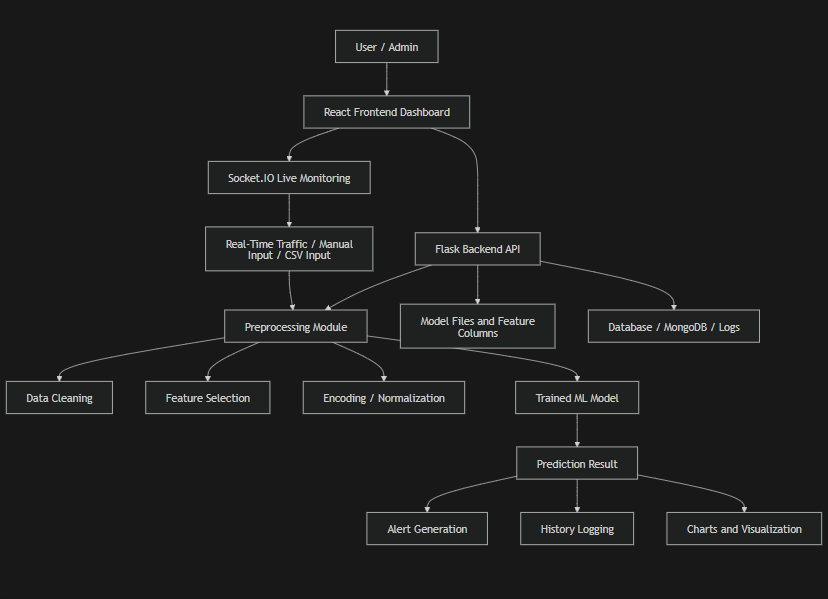 User / Admin
React Frontend Dashboard
Socket.IO Live Monitoring
Real-Time Traffic / Manual
Input / CSV Input
Flask Backend API
Preprocessing Module
Model Files and Feature
Columns
Database / MongoDB / Logs
Data Cleaning
Feature Selection
Encoding / Normalization
Trained ML Model
Prediction Result
Alert Generation
History Logging
Charts and Visualization